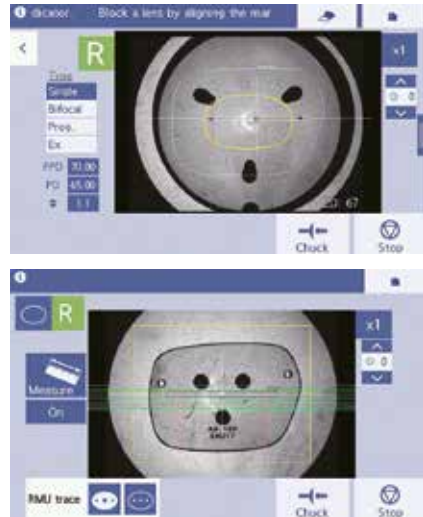 dicator Block a lens by aligning the mar
R
x1
Type
Single
Bifocal
Prog.
Ex
FPD 70.00
PD 65.00
Chuck
Stop
R
x1
Measure
On
RMU trace
Chuck
Stop